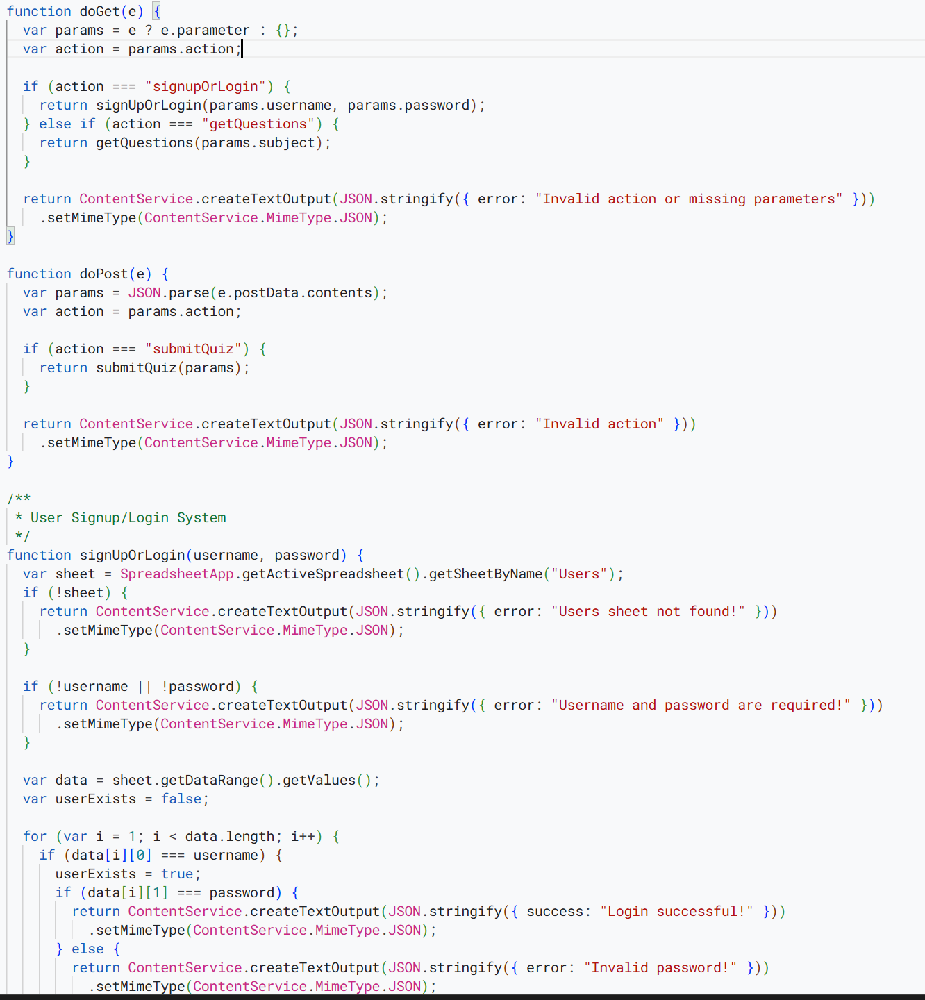 function doGet(e) {
  var params = e ? e.parameter : {};
  var action = params.action;

  if (action === "signupOrLogin") {
    return signUpOrLogin(params.username, params.password);
  } else if (action === "getQuestions") {
    return getQuestions(params.subject);
  }

  return ContentService.createTextOutput(JSON.stringify({ error: "Invalid action or missing parameters" }))
    .setMimeType(ContentService.MimeType.JSON);
}

function doPost(e) {
  var params = JSON.parse(e.postData.contents);
  var action = params.action;

  if (action === "submitQuiz") {
    return submitQuiz(params);
  }

  return ContentService.createTextOutput(JSON.stringify({ error: "Invalid action" }))
    .setMimeType(ContentService.MimeType.JSON);
}

/**
 * User Signup/Login System
 */
function signUpOrLogin(username, password) {
  var sheet = SpreadsheetApp.getActiveSpreadsheet().getSheetByName("Users");
  if (!sheet) {
    return ContentService.createTextOutput(JSON.stringify({ error: "Users sheet not found!" }))
      .setMimeType(ContentService.MimeType.JSON);
  }

  if (!username || !password) {
    return ContentService.createTextOutput(JSON.stringify({ error: "Username and password are required!" }))
      .setMimeType(ContentService.MimeType.JSON);
  }

  var data = sheet.getDataRange().getValues();
  var userExists = false;

  for (var i = 1; i < data.length; i++) {
    if (data[i][0] === username) {
      userExists = true;
      if (data[i][1] === password) {
        return ContentService.createTextOutput(JSON.stringify({ success: "Login successful!" }))
          .setMimeType(ContentService.MimeType.JSON);
      } else {
        return ContentService.createTextOutput(JSON.stringify({ error: "Invalid password!" }))
          .setMimeType(ContentService.MimeType.JSON);